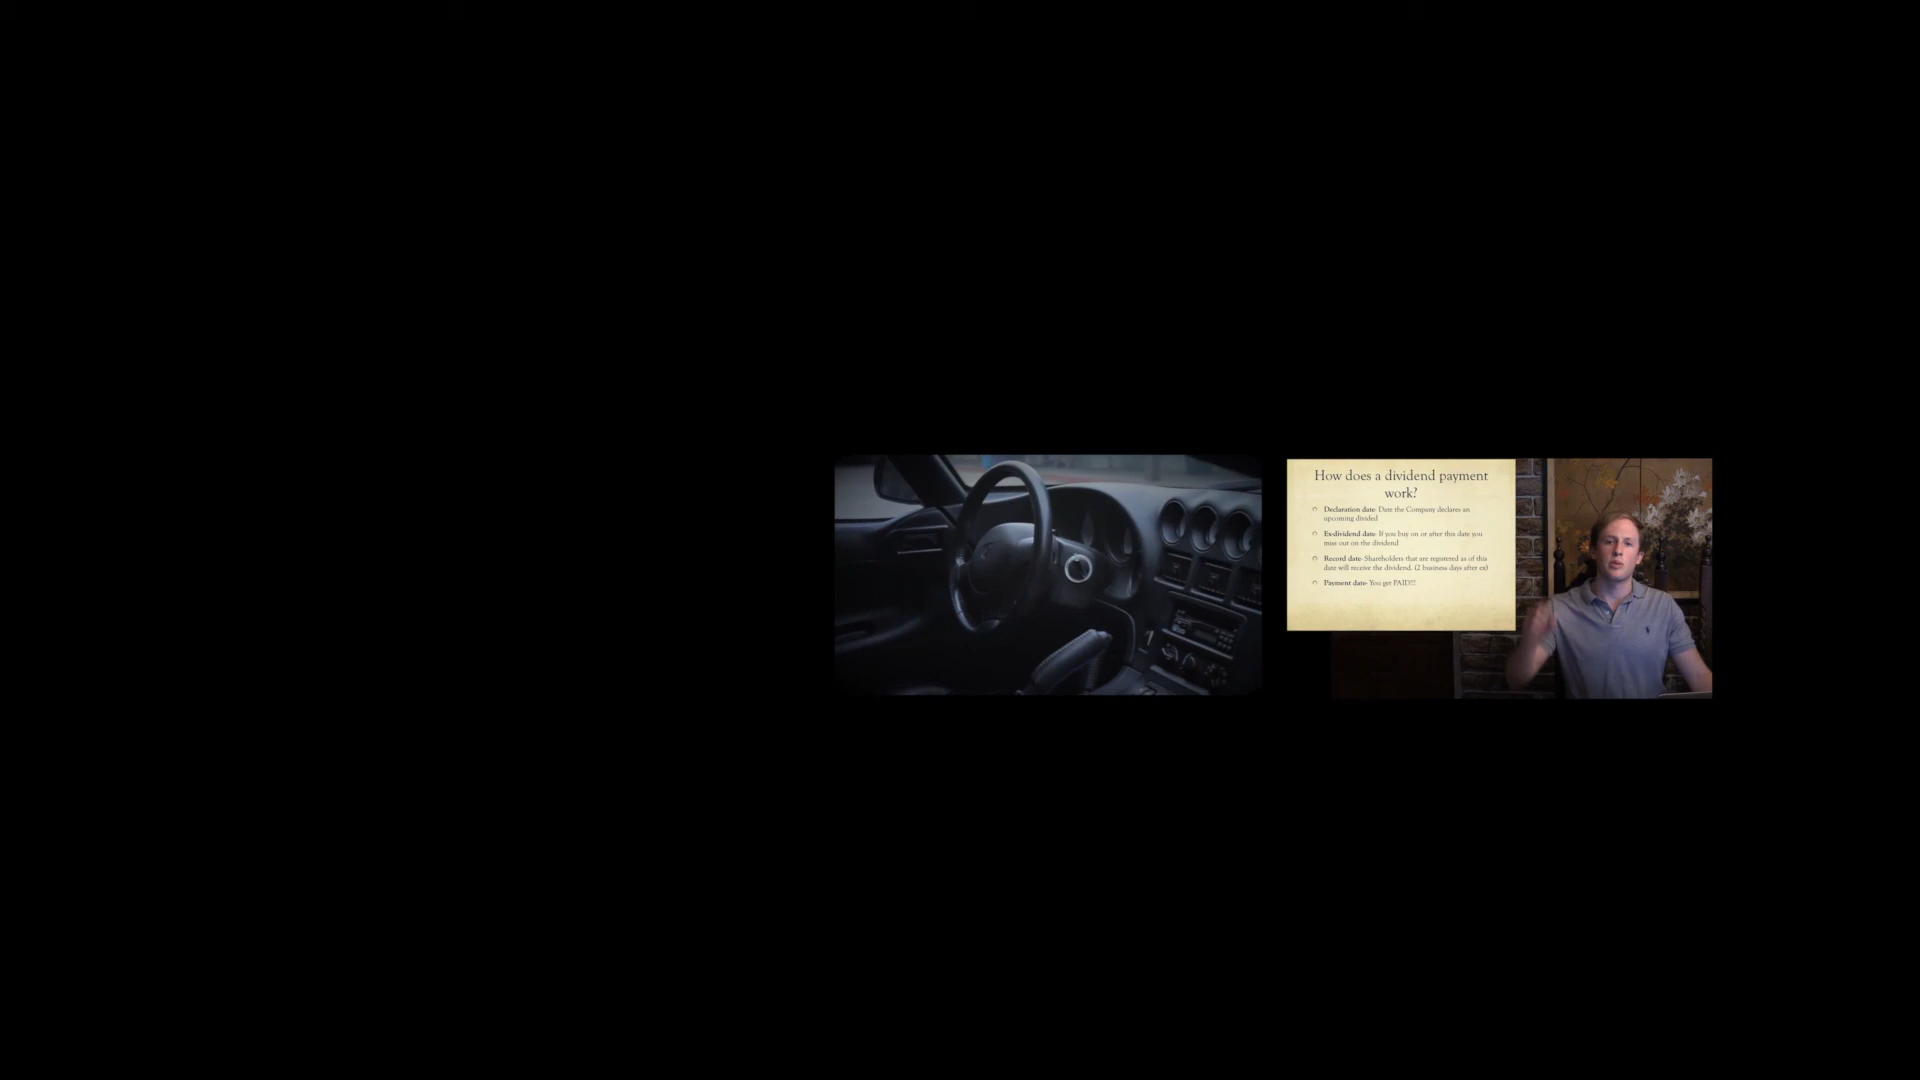 How does a dividend payment
work?
Declaration date- Date the Company declares an
upcoming divided
Ex-dividend date- If you buy on or after this date you
miss out on the dividend
Record date- Shareholders that are registered as of this
date will receive the dividend. (2 business days after ex)
Payment date- You get PAID!!!